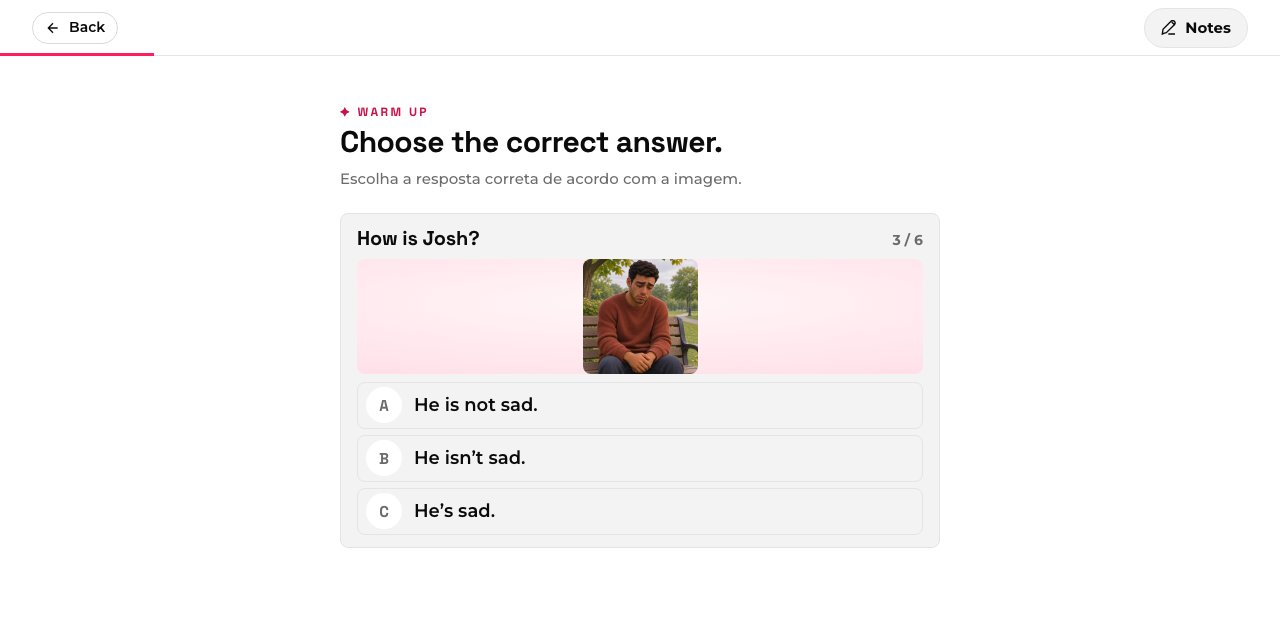 Back
Notes
WARM UP
Choose the correct answer.
Escolha a resposta correta de acordo com a imagem.
How is Josh?
3 / 6
A
He is not sad.
B
He isn’t sad.
C
He’s sad.